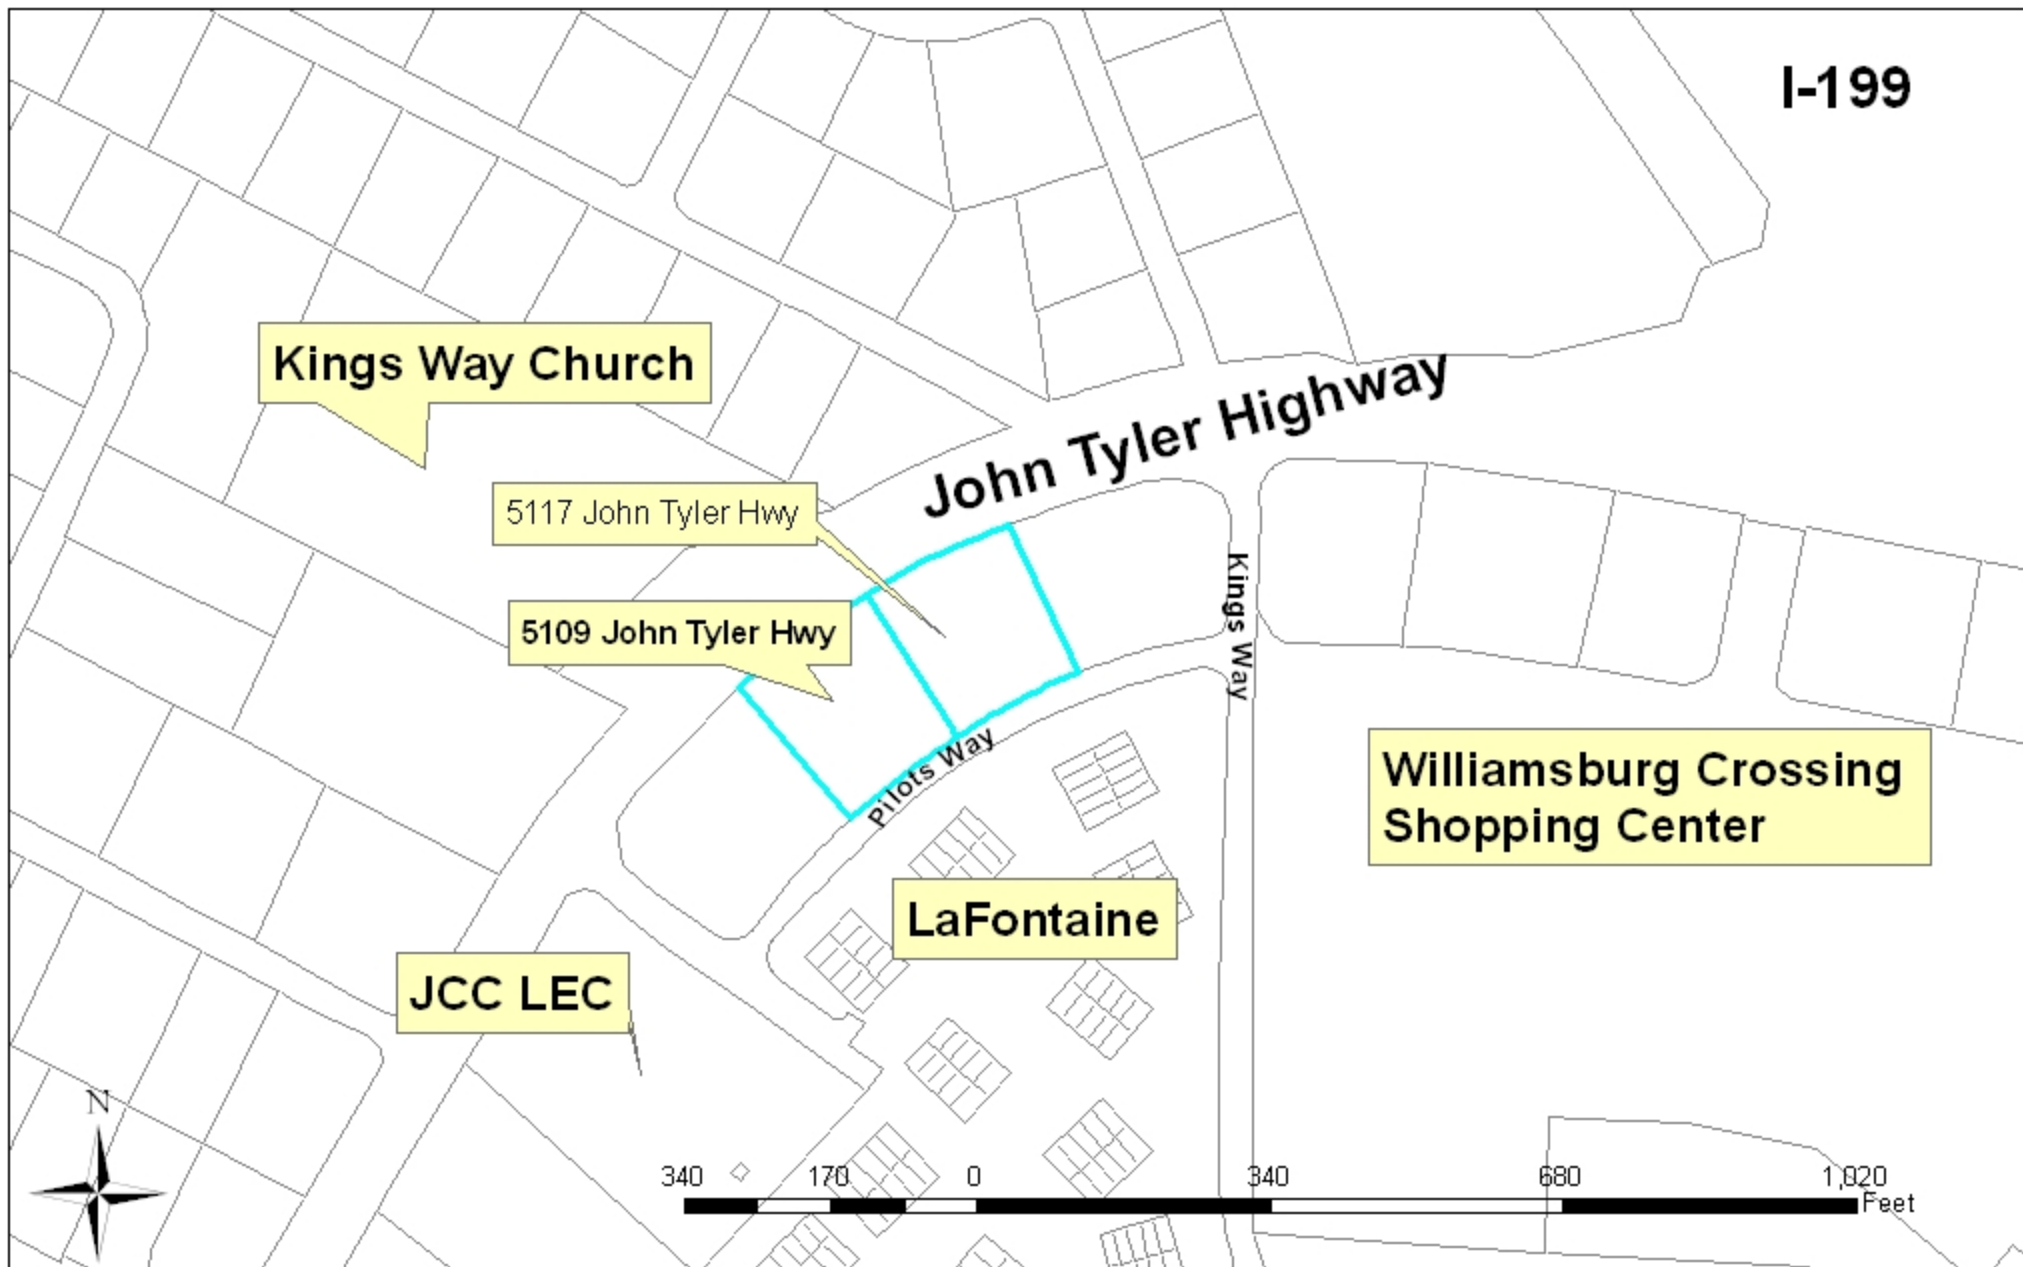 I-199
Kings Way Church
John Tyler Highway
5117 John Tyler Hwy
5109 John Tyler Hwy
Kings Way
Pilots Way
Williamsburg Crossing
Shopping Center
LaFontaine
JCC LEC
N
340 170 0 340 680 1,020
Feet